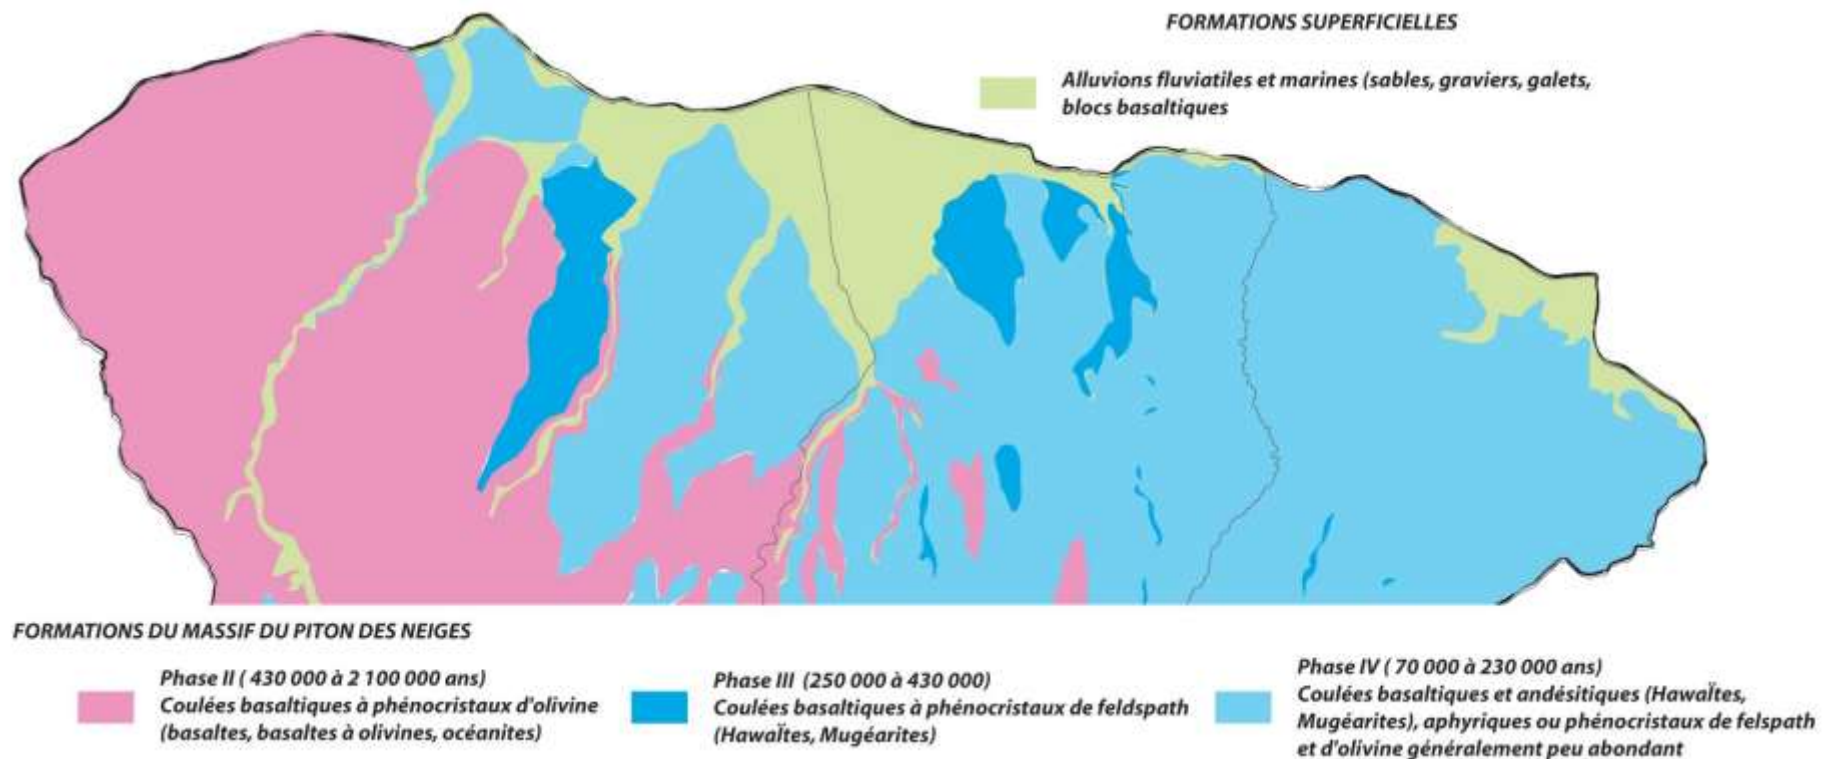 FORMATIONS SUPERFICIELLES
Alluvions fluviatiles et marines (sables, graviers, galets,
blocs basaltiques
FORMATIONS DU MASSIF DU PITON DES NEIGES
Phase II ( 430 000 à 2 100 000 ans)
Coulées basaltiques à phénocristaux d'olivine
(basaltes, basaltes à olivines, océanites)
Phase III (250 000 à 430 000)
Coulées basaltiques à phénocristaux de feldspath
(HawaÏtes, Mugéarites)
Phase IV ( 70 000 à 230 000 ans)
Coulées basaltiques et andésitiques (HawaÏtes,
Mugéarites), aphyriques ou phénocristaux de felspath
et d'olivine généralement peu abondant